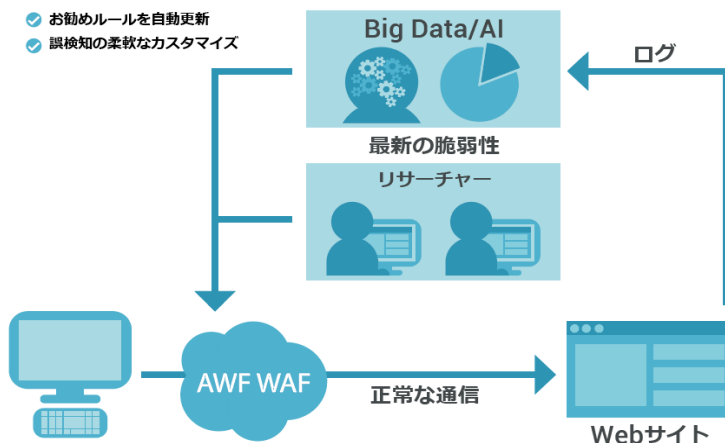 お勧めルールを自動更新
誤検知の柔軟なカスタマイズ
Big Data/AI
ログ
最新の脆弱性
リサーチャー
AWF WAF
正常な通信
Webサイト